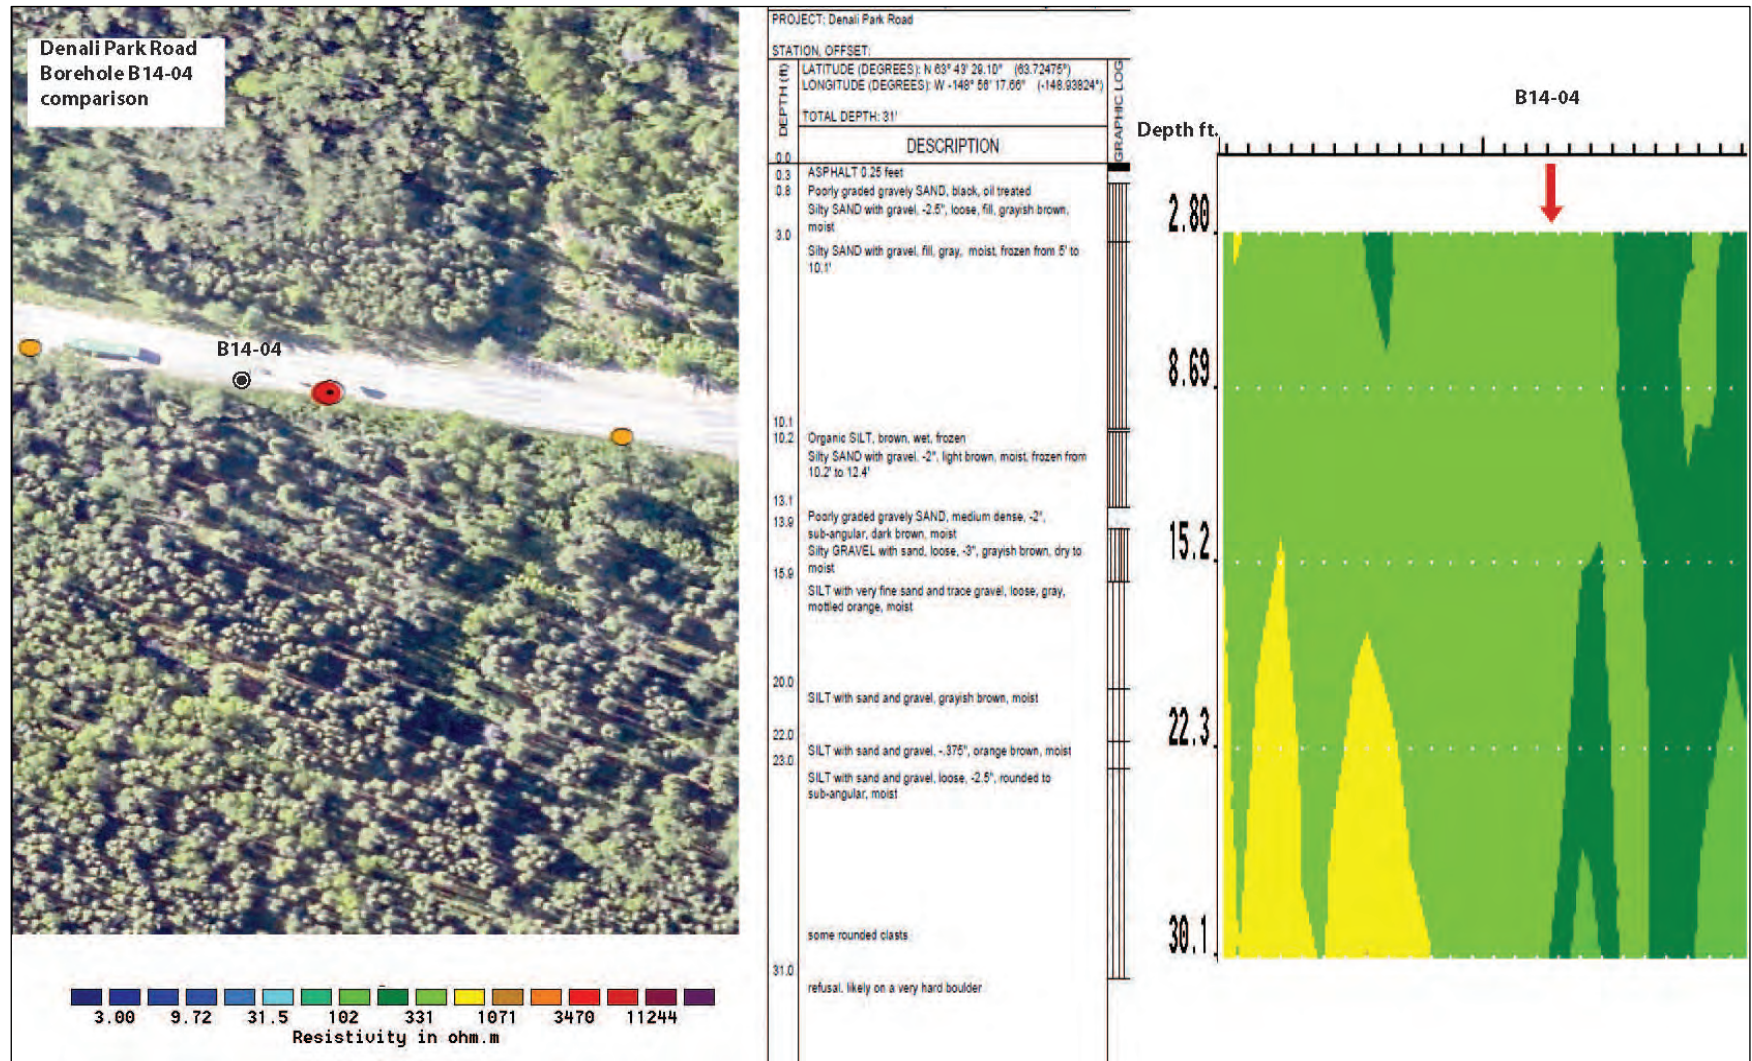 Denali Park Road
Borehole B14-04
comparison
B14-04
3.00 9.72 31.5 102 331 1071 3470 11244
Resistivity in ohm.m
PROJECT: Denali Park Road
STATION, OFFSET:
LATITUDE (DEGREES): N 63° 43' 29.10" (63.72475°)
LONGITUDE (DEGREES): W -148° 56' 17.66" (-148.93824°)
TOTAL DEPTH: 31'
DEPTH (ft)
DESCRIPTION
GRAPHIC LOG
0.0
0.3 ASPHALT 0.25 feet
0.8 Poorly graded gravely SAND, black, oil treated
Silty SAND with gravel, -2.5", loose, fill, grayish brown,
moist
3.0
Silty SAND with gravel, fill, gray, moist, frozen from 5' to
10.1'
10.1
10.2 Organic SILT, brown, wet, frozen
Silty SAND with gravel, -2", light brown, moist, frozen from
10.2' to 12.4'
13.1
13.9 Poorly graded gravely SAND, medium dense, -2",
sub-angular, dark brown, moist
Silty GRAVEL with sand, loose, -3", grayish brown, dry to
moist
15.9
SILT with very fine sand and trace gravel, loose, gray,
mottled orange, moist
20.0
SILT with sand and gravel, grayish brown, moist
22.0
SILT with sand and gravel, -.375", orange brown, moist
23.0
SILT with sand and gravel, loose, -2.5", rounded to
sub-angular, moist
some rounded clasts
31.0
refusal, likely on a very hard boulder
B14-04
Depth ft.
2.80
8.69
15.2
22.3
30.1